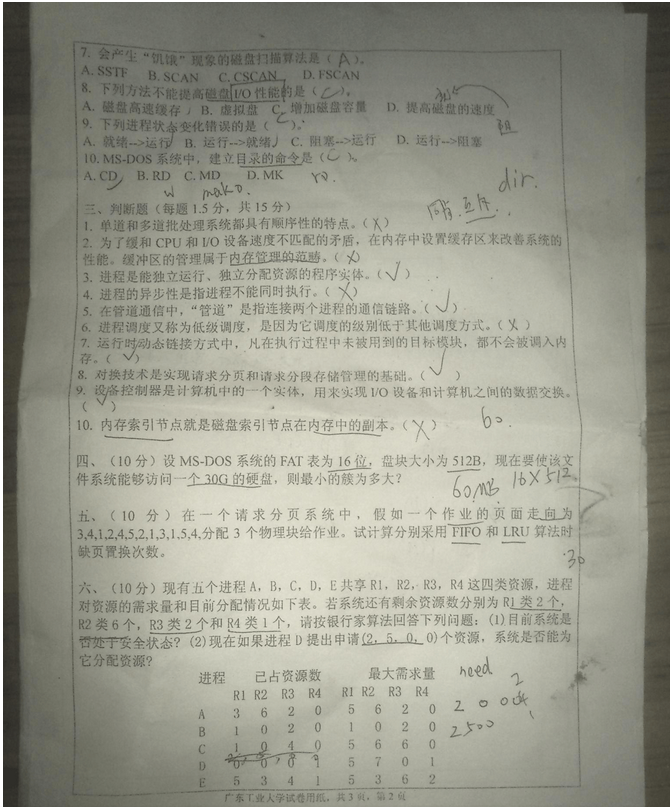 7. 会产生“饥饿”现象的磁盘扫描算法是( A )。
A. SSTF B. SCAN C. CSCAN D. FSCAN
8. 下列方法不能提高磁盘I/O性能的是( C )。
A. 磁盘高速缓存 B. 虚拟盘 C. 增加磁盘容量 D. 提高磁盘的速度
9. 下列进程状态变化错误的是( C )。
A. 就绪-->运行 B. 运行-->就绪 C. 阻塞-->运行 D. 运行-->阻塞
阻
10. MS-DOS 系统中，建立目录的命令是( C )。
A. CD B. RD C. MD D. MK
make. dir.
三、判断题（每题 1.5 分，共 15 分）
1. 单道和多道批处理系统都具有顺序性的特点。( X )
2. 为了缓和 CPU 和 I/O 设备速度不匹配的矛盾，在内存中设置缓存区来改善系统的
性能。缓冲区的管理属于内存管理的范畴。( X )
3. 进程是能独立运行、独立分配资源的程序实体。( √ )
4. 进程的异步性是指进程不能同时执行。( X )
5. 在管道通信中，“管道”是指连接两个进程的通信链路。( √ )
6. 进程调度又称为低级调度，是因为它调度的级别低于其他调度方式。( X )
7. 运行时动态链接方式中，凡在执行过程中未被用到的目标模块，都不会被调入内
存。( √ )
8. 对换技术是实现请求分页和请求分段存储管理的基础。( √ )
9. 设备控制器是计算机中的一个实体，用来实现 I/O 设备和计算机之间的数据交换。
( √ )
10. 内存索引节点就是磁盘索引节点在内存中的副本。( X )
60.
四、（10 分）设 MS-DOS 系统的 FAT 表为 16 位，盘块大小为 512B，现在要使该文
件系统能够访问一个 30G 的硬盘，则最小的簇为多大？
60MB 16X512
五、（10 分）在一个请求分页系统中，假如一个作业的页面走向为
3,4,1,2,4,5,2,1,3,1,5,4,分配 3 个物理块给作业。试计算分别采用 FIFO 和 LRU 算法时
缺页置换次数。
30
六、（10 分）现有五个进程 A，B，C，D，E 共享 R1，R2，R3，R4 这四类资源，进程
对资源的需求量和目前分配情况如下表。若系统还有剩余资源数分别为 R1 类 2 个，
R2 类 6 个，R3 类 2 个和 R4 类 1 个，请按银行家算法回答下列问题：(1)目前系统是
否处于安全状态？(2)现在如果进程 D 提出申请(2, 5, 0, 0)个资源，系统是否能为
它分配资源？
进程 已占资源数 最大需求量 need
R1 R2 R3 R4 R1 R2 R3 R4
A 3 6 2 0 5 6 2 0 2 0 0
B 1 0 2 0 1 0 2 0 2500
C 1 0 4 0 5 6 6 0
D 0 0 0 1 5 7 0 1
E 5 3 4 1 5 3 6 2
广东工业大学试卷用纸，共 3 页，第 2 页